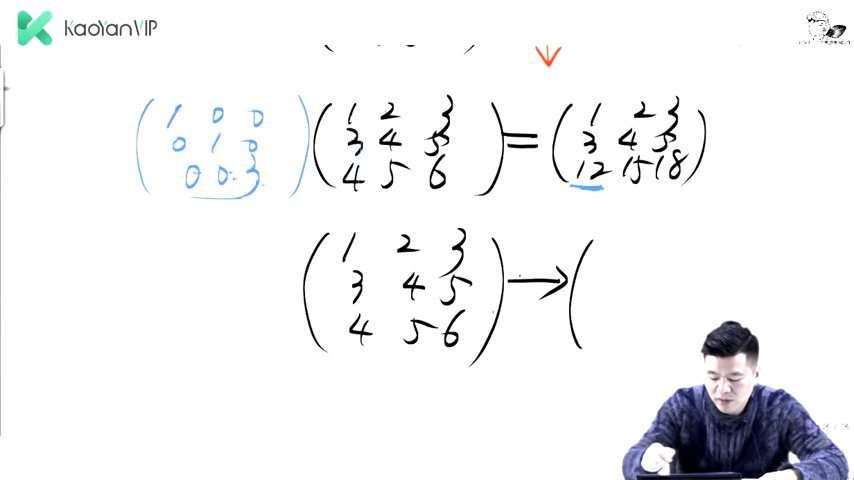 KaoYanVIP
( 1 0 0 ) ( 1 2 3 ) = ( 1 2 3 )
( 0 1 0 ) ( 3 4 5 ) ( 3 4 5 )
( 0 0 3 ) ( 4 5 6 ) ( 12 15 18 )
( 1 2 3 ) → (
( 3 4 5 )
( 4 5 6 )